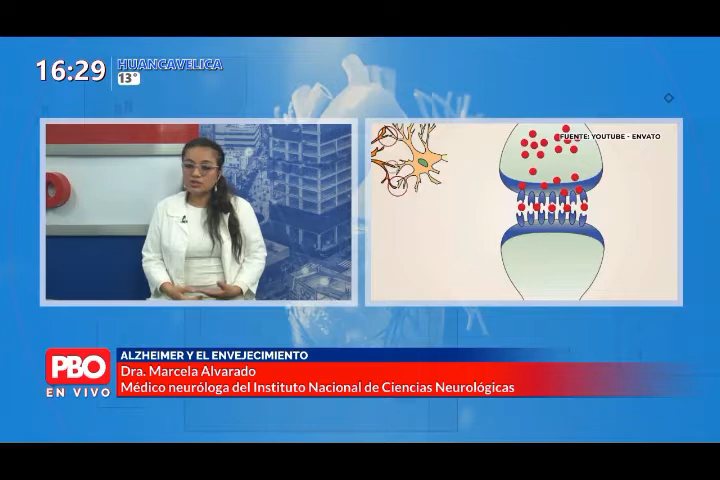 16:29
HUANCAVELICA
13°
FUENTE: YOUTUBE - ENVATO
PBO
EN VIVO
ALZHEIMER Y EL ENVEJECIMIENTO
Dra. Marcela Alvarado
Médico neuróloga del Instituto Nacional de Ciencias Neurológicas